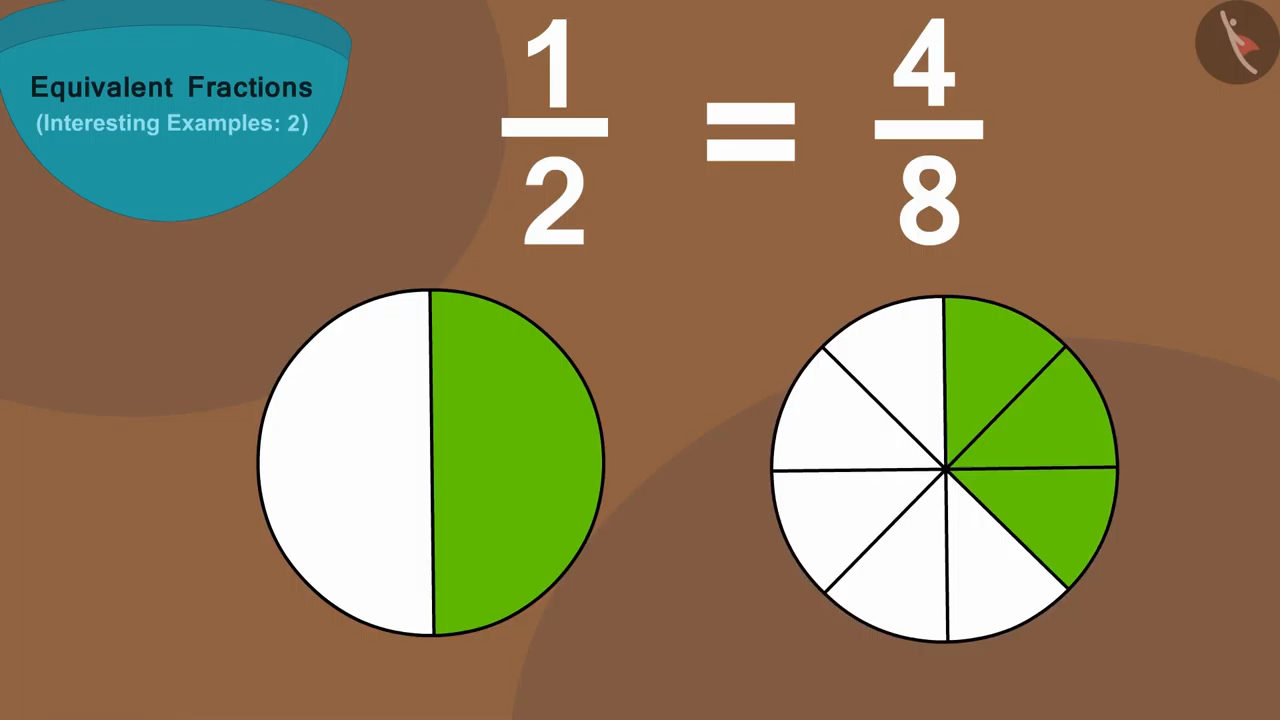 Equivalent Fractions
(Interesting Examples: 2)
1/2 = 4/8